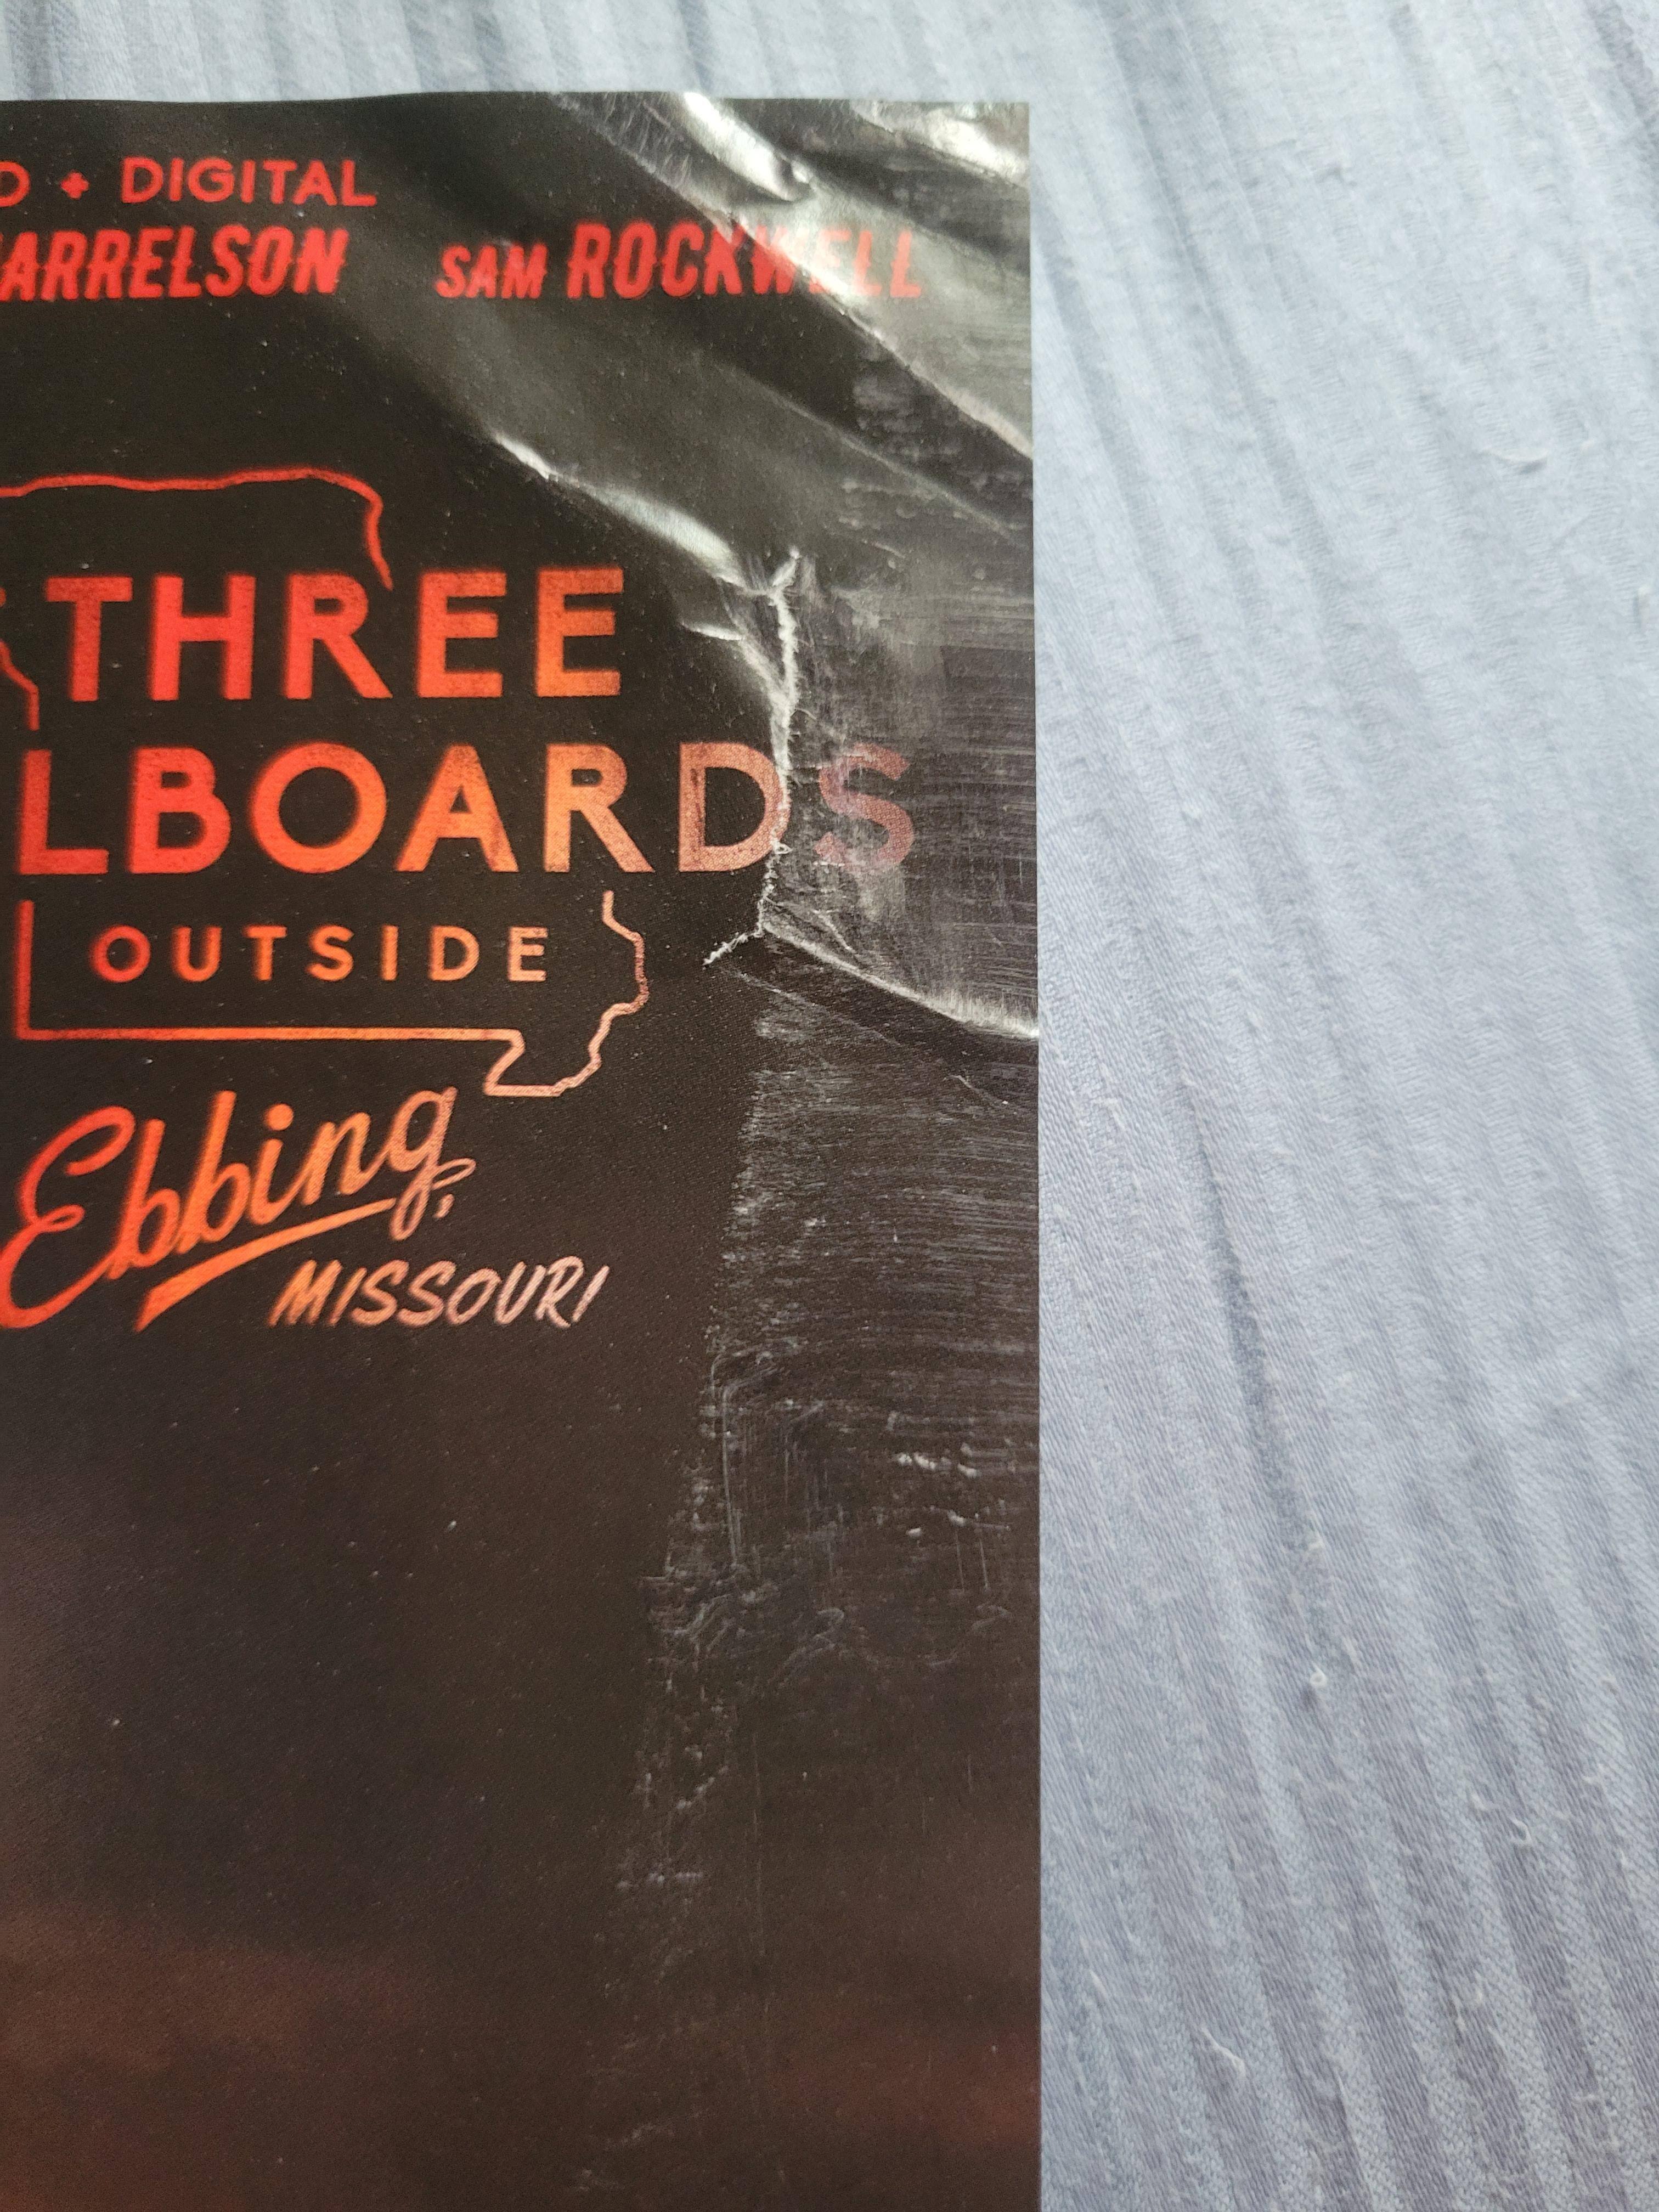 D + DIGITAL
ARRELSON SAM ROCKWELL
THREE
LBOARDS
OUTSIDE
Ebbing,
MISSOURI